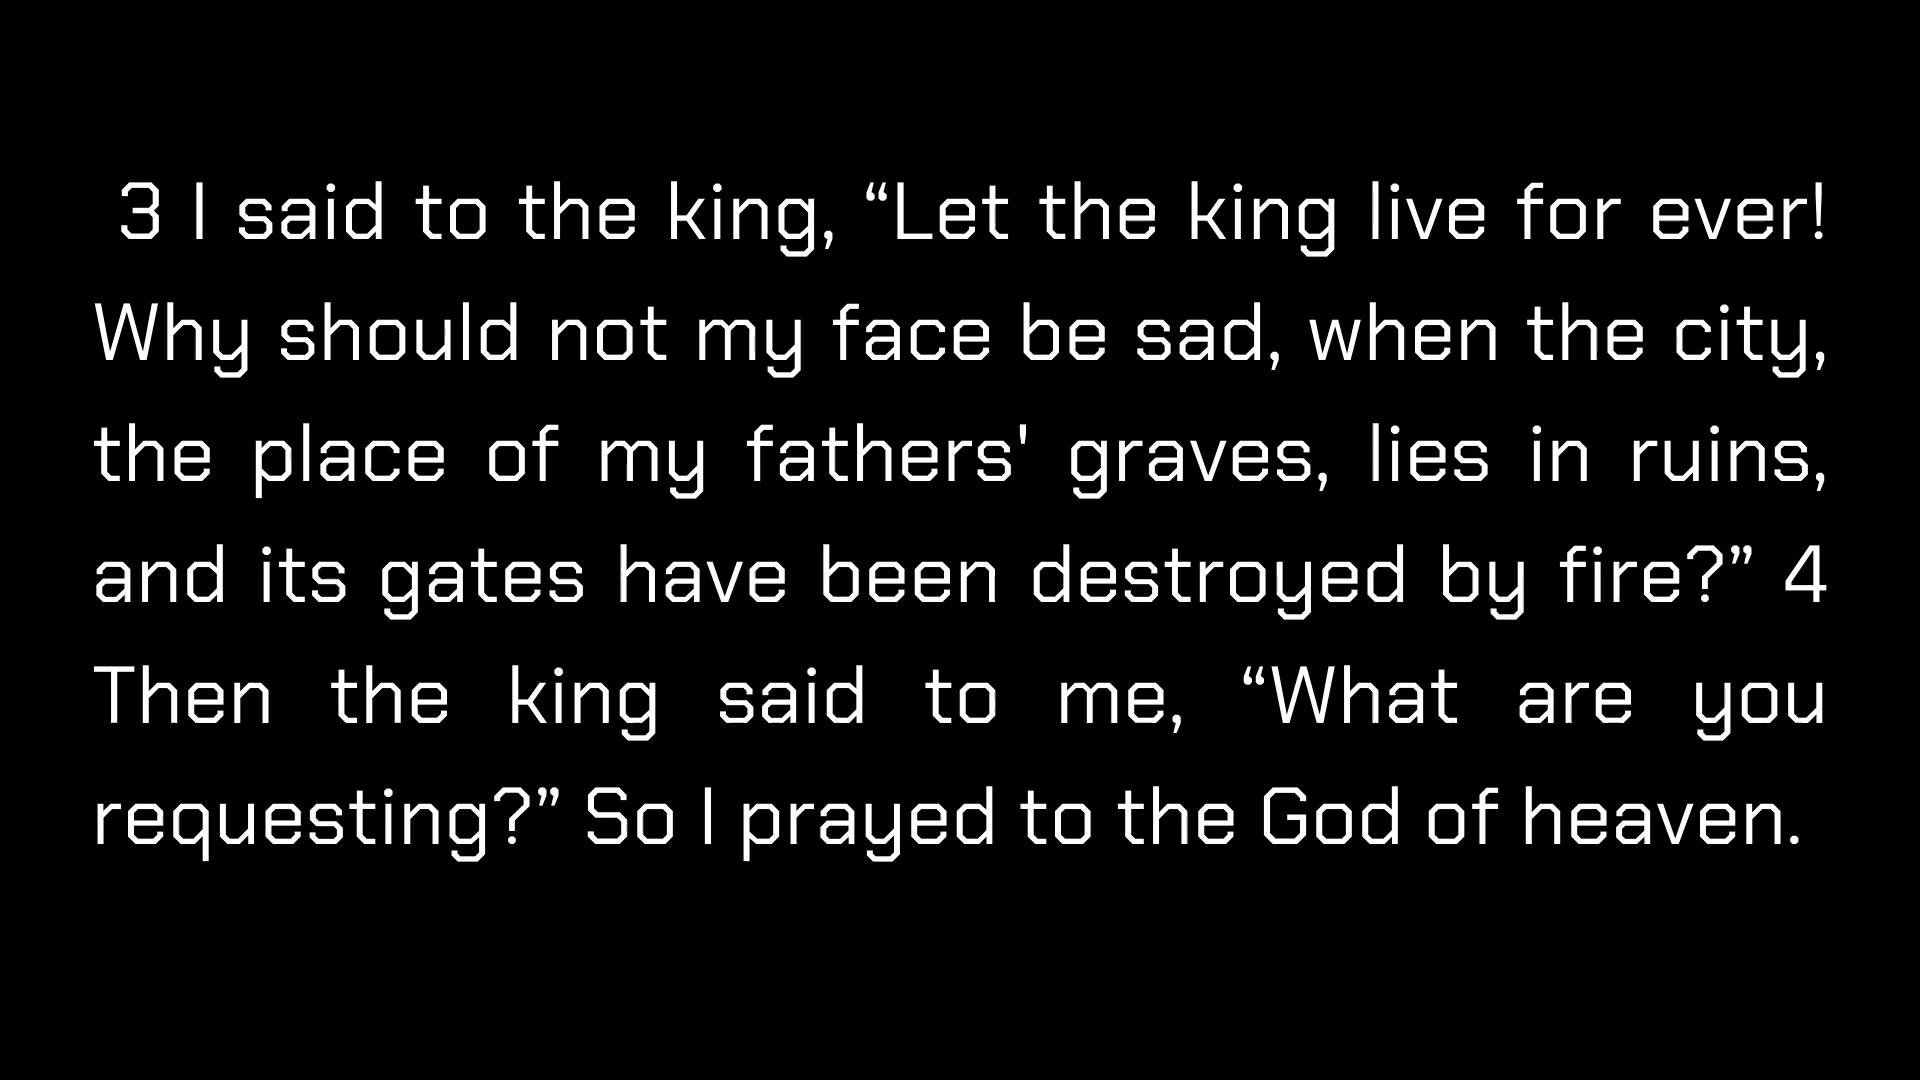 3 I said to the king, “Let the king live for ever!
Why should not my face be sad, when the city,
the place of my fathers' graves, lies in ruins,
and its gates have been destroyed by fire?” 4
Then the king said to me, “What are you
requesting?” So I prayed to the God of heaven.